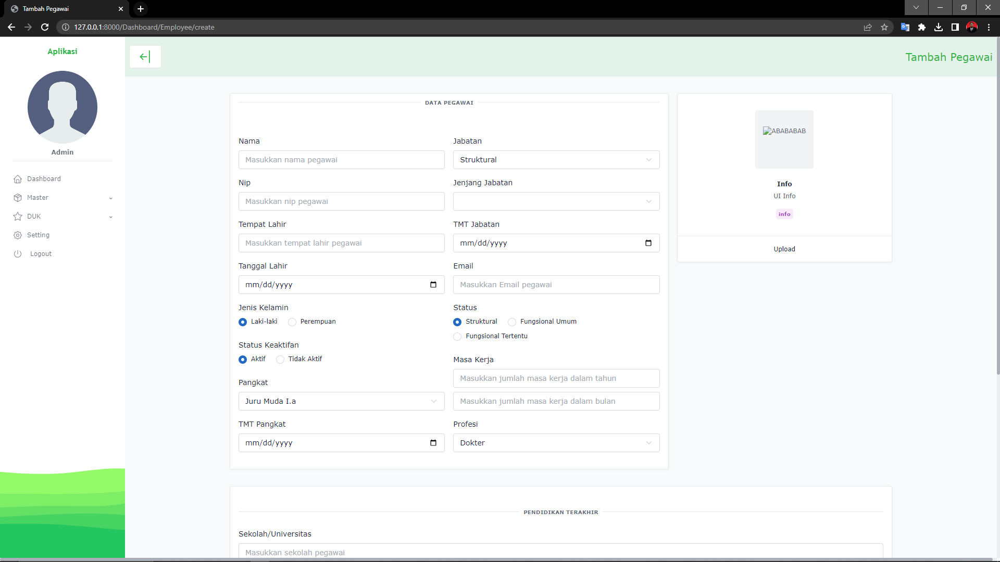 Tambah Pegawai
127.0.0.1:8000/Dashboard/Employee/create
Aplikasi
Admin
Dashboard
Master
DUK
Setting
Logout
Tambah Pegawai
DATA PEGAWAI
Nama
Masukkan nama pegawai
Nip
Masukkan nip pegawai
Tempat Lahir
Masukkan tempat lahir pegawai
Tanggal Lahir
mm/dd/yyyy
Jenis Kelamin
Laki-laki Perempuan
Status Keaktifan
Aktif Tidak Aktif
Pangkat
Juru Muda I.a
TMT Pangkat
mm/dd/yyyy
Jabatan
Struktural
Jenjang Jabatan
TMT Jabatan
mm/dd/yyyy
Email
Masukkan Email pegawai
Status
Struktural Fungsional Umum
Fungsional Tertentu
Masa Kerja
Masukkan jumlah masa kerja dalam tahun
Masukkan jumlah masa kerja dalam bulan
Profesi
Dokter
ABABABAB
Info
UI Info
info
Upload
PENDIDIKAN TERAKHIR
Sekolah/Universitas
Masukkan sekolah pegawai